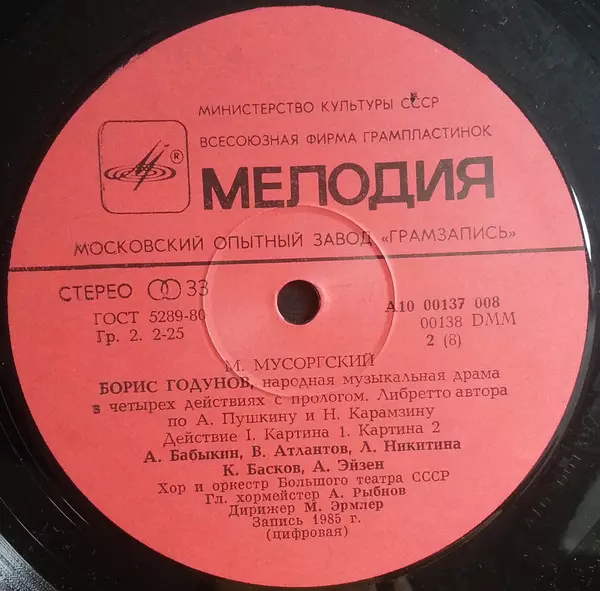 МИНИСТЕРСТВО КУЛЬТУРЫ СССР
ВСЕСОЮЗНАЯ ФИРМА ГРАМПЛАСТИНОК
®
МЕЛОДИЯ
МОСКОВСКИЙ ОПЫТНЫЙ ЗАВОД «ГРАМЗАПИСЬ»
СТЕРЕО 33
ГОСТ 5289-80
Гр. 2. 2-25
А10 00137 008
00138 DMM
2 (8)
М. МУСОРГСКИЙ
БОРИС ГОДУНОВ, народная музыкальная драма
в четырех действиях с прологом. Либретто автора
по А. Пушкину и Н. Карамзину
Действие I. Картина 1. Картина 2
А. Бабыкин, В. Атлантов, Л. Никитина
К. Басков, А. Эйзен
Хор и оркестр Большого театра СССР
Гл. хормейстер А. Рыбнов
Дирижер М. Эрмлер
Запись 1985 г.
(цифровая)